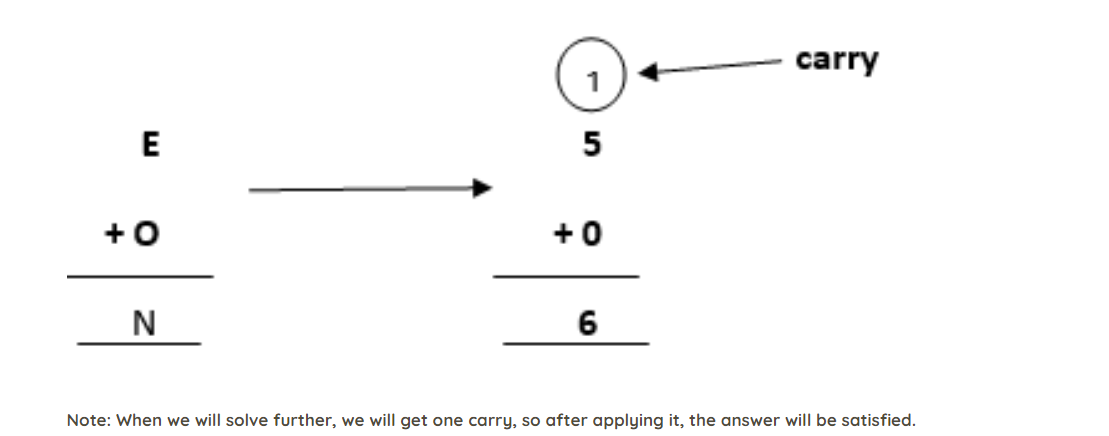 1 carry
E 5
+ O + 0
N 6
Note: When we will solve further, we will get one carry, so after applying it, the answer will be satisfied.